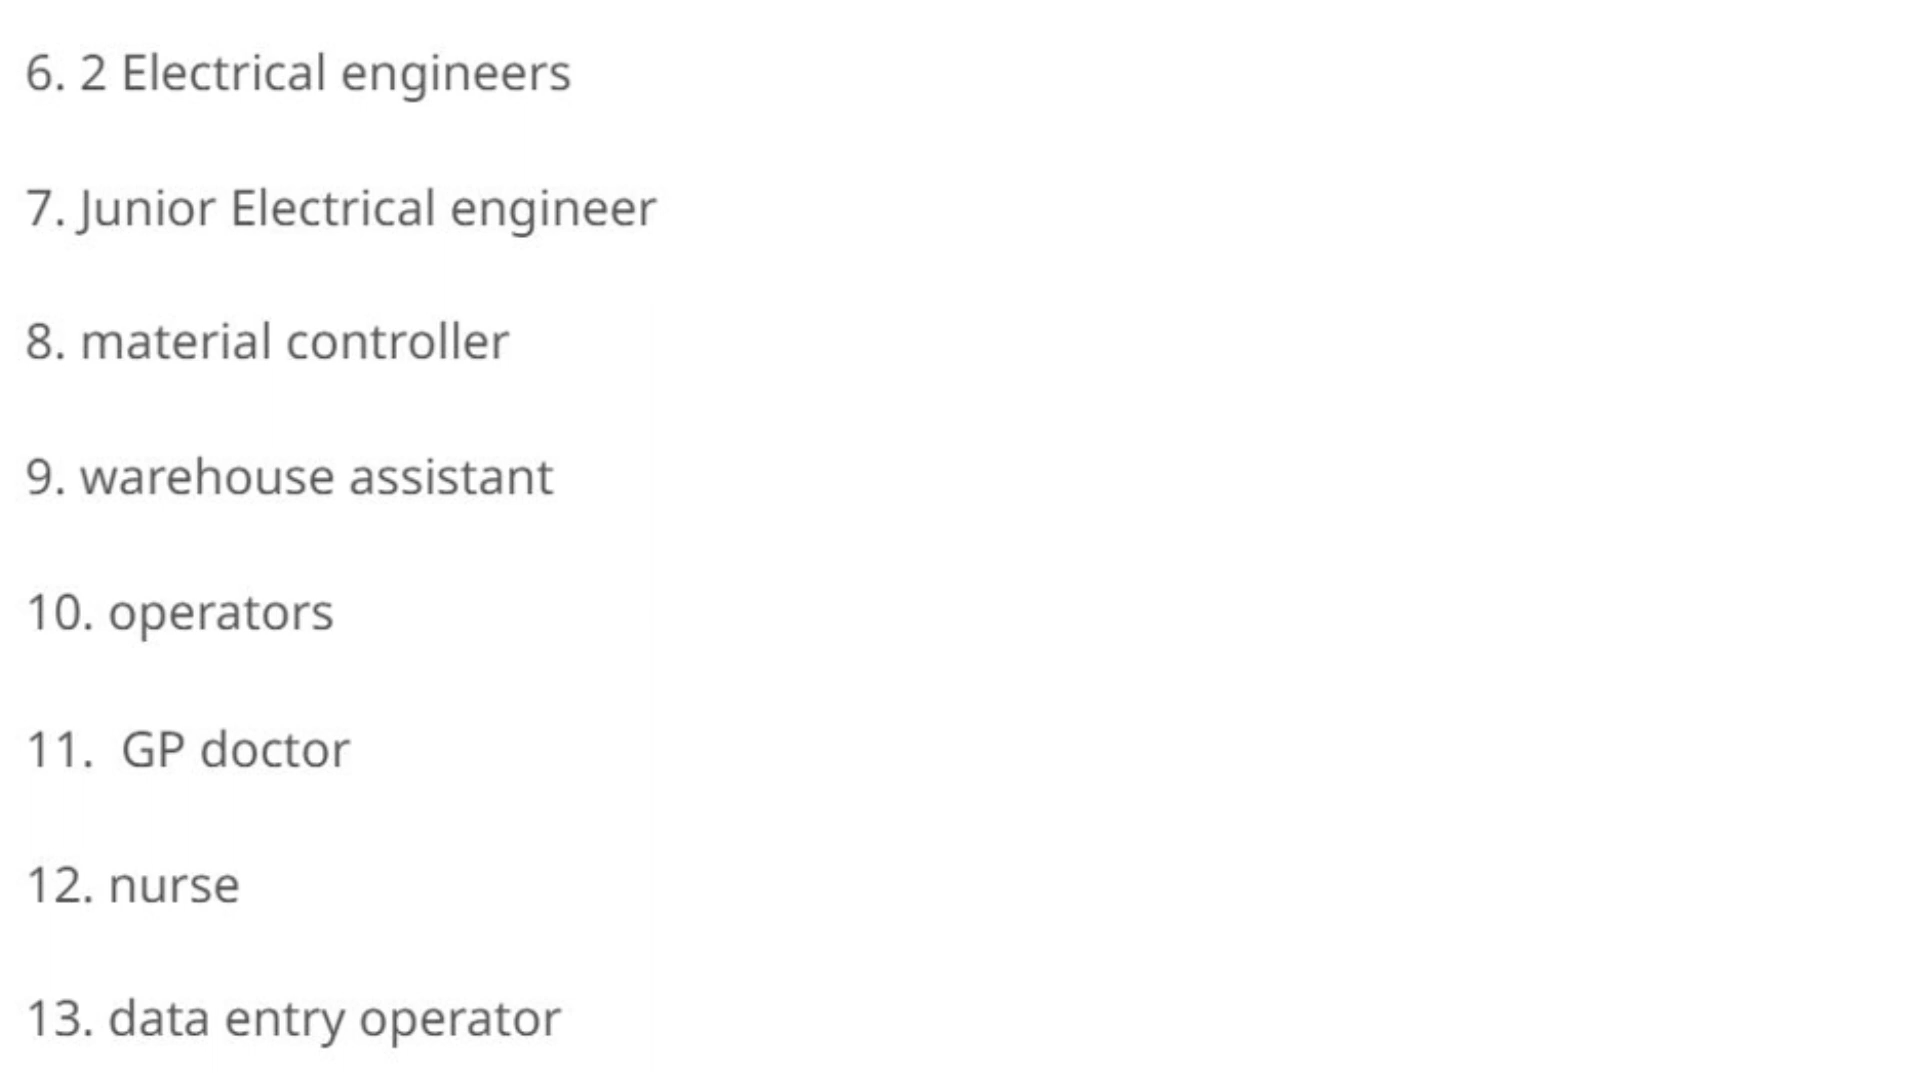 6. 2 Electrical engineers
7. Junior Electrical engineer
8. material controller
9. warehouse assistant
10. operators
11.  GP doctor
12. nurse
13. data entry operator